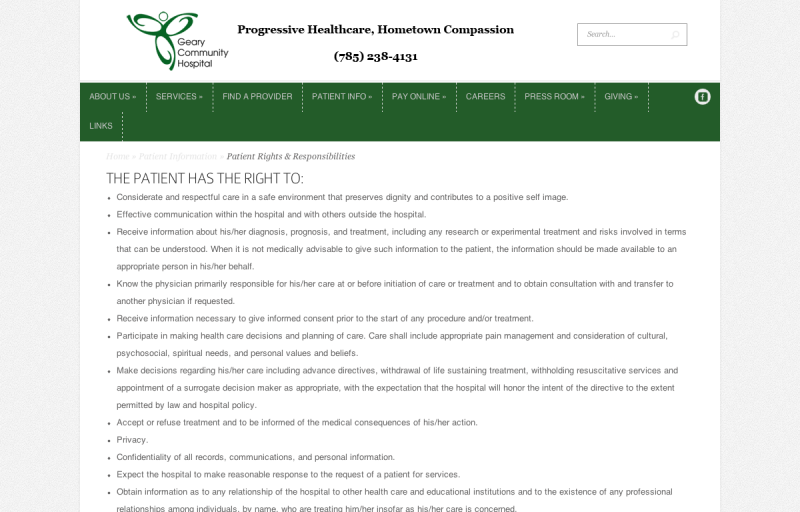 Geary
Community
Hospital
Progressive Healthcare, Hometown Compassion
(785) 238-4131
Search...
ABOUT US »
SERVICES »
FIND A PROVIDER
PATIENT INFO »
PAY ONLINE »
CAREERS
PRESS ROOM »
GIVING »
LINKS
Home » Patient Information » Patient Rights & Responsibilities
THE PATIENT HAS THE RIGHT TO:
• Considerate and respectful care in a safe environment that preserves dignity and contributes to a positive self image.
• Effective communication within the hospital and with others outside the hospital.
• Receive information about his/her diagnosis, prognosis, and treatment, including any research or experimental treatment and risks involved in terms
that can be understood. When it is not medically advisable to give such information to the patient, the information should be made available to an
appropriate person in his/her behalf.
• Know the physician primarily responsible for his/her care at or before initiation of care or treatment and to obtain consultation with and transfer to
another physician if requested.
• Receive information necessary to give informed consent prior to the start of any procedure and/or treatment.
• Participate in making health care decisions and planning of care. Care shall include appropriate pain management and consideration of cultural,
psychosocial, spiritual needs, and personal values and beliefs.
• Make decisions regarding his/her care including advance directives, withdrawal of life sustaining treatment, withholding resuscitative services and
appointment of a surrogate decision maker as appropriate, with the expectation that the hospital will honor the intent of the directive to the extent
permitted by law and hospital policy.
• Accept or refuse treatment and to be informed of the medical consequences of his/her action.
• Privacy.
• Confidentiality of all records, communications, and personal information.
• Expect the hospital to make reasonable response to the request of a patient for services.
• Obtain information as to any relationship of the hospital to other health care and educational institutions and to the existence of any professional
relationships among individuals, by name, who are treating him/her insofar as his/her care is concerned.